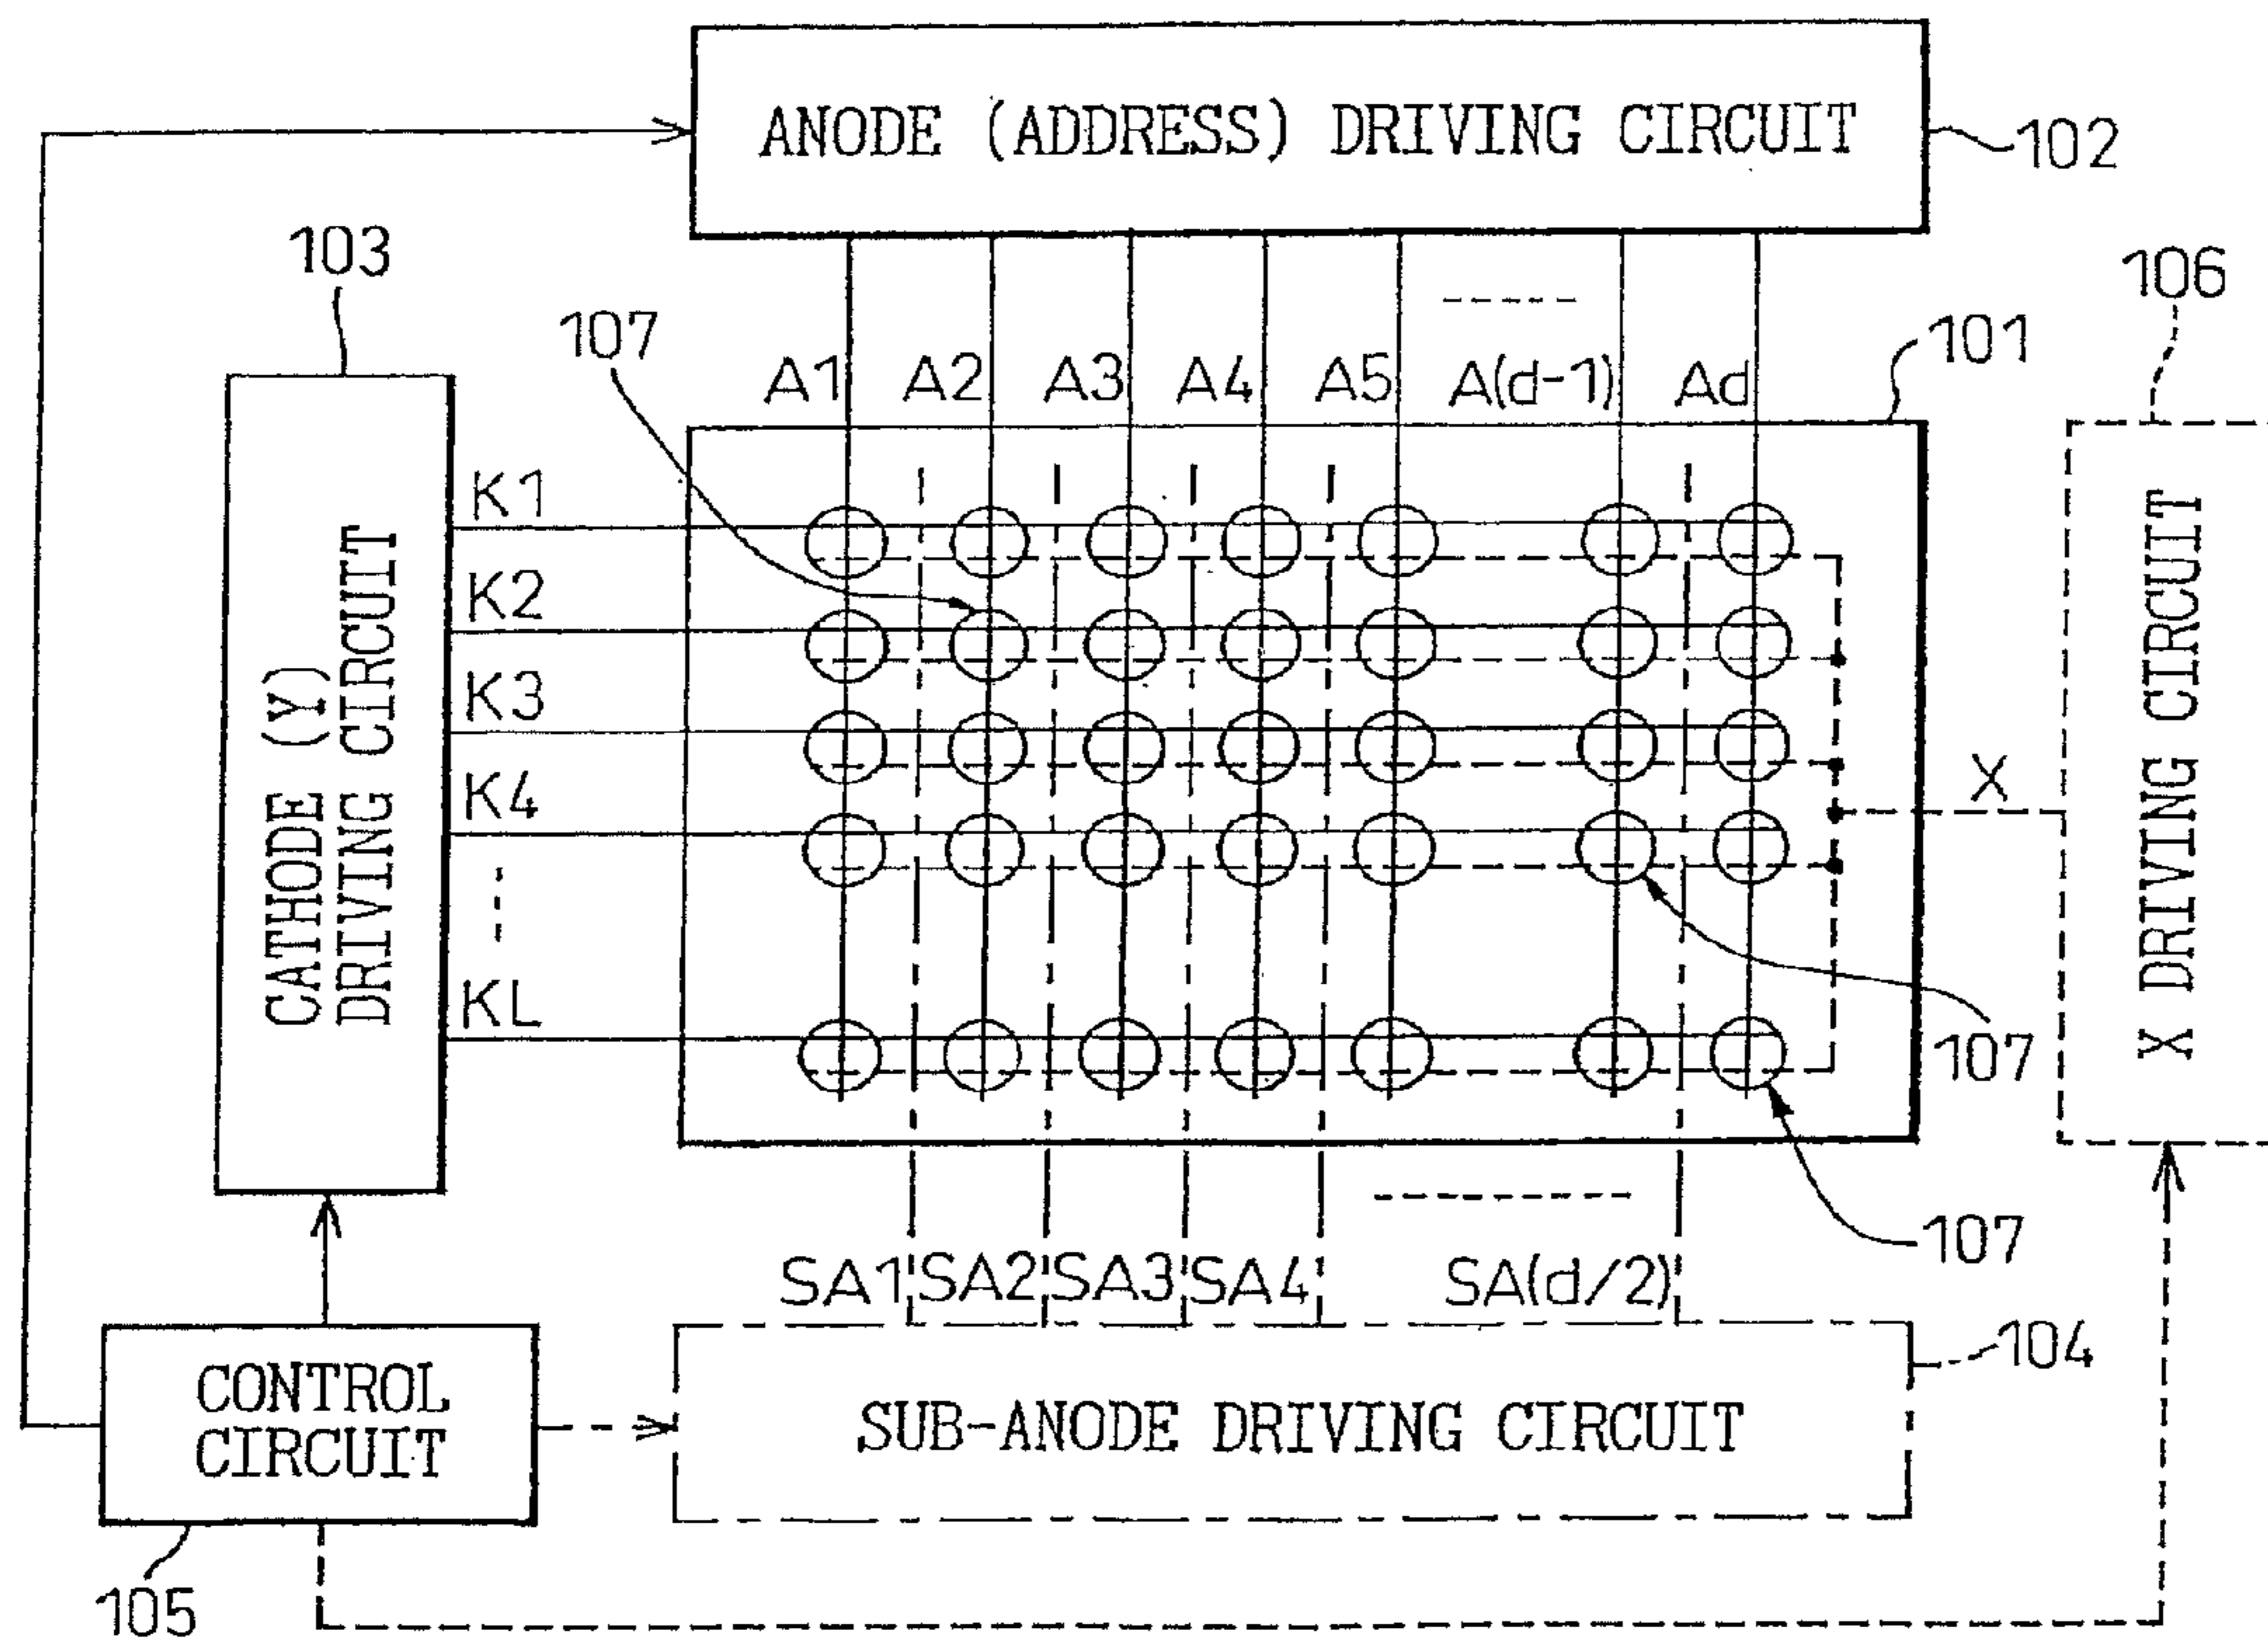 ANODE (ADDRESS) DRIVING CIRCUIT
102
103
107
106
101
A1 A2 A3 A4 A5 A(d-1) Ad
K1
K2
K3
K4
KL
CATHODE (Y)
DRIVING CIRCUIT
X
X DRIVING CIRCUIT
107
107
SA1 SA2 SA3 SA4 SA(d/2)
104
CONTROL
CIRCUIT
SUB-ANODE DRIVING CIRCUIT
105